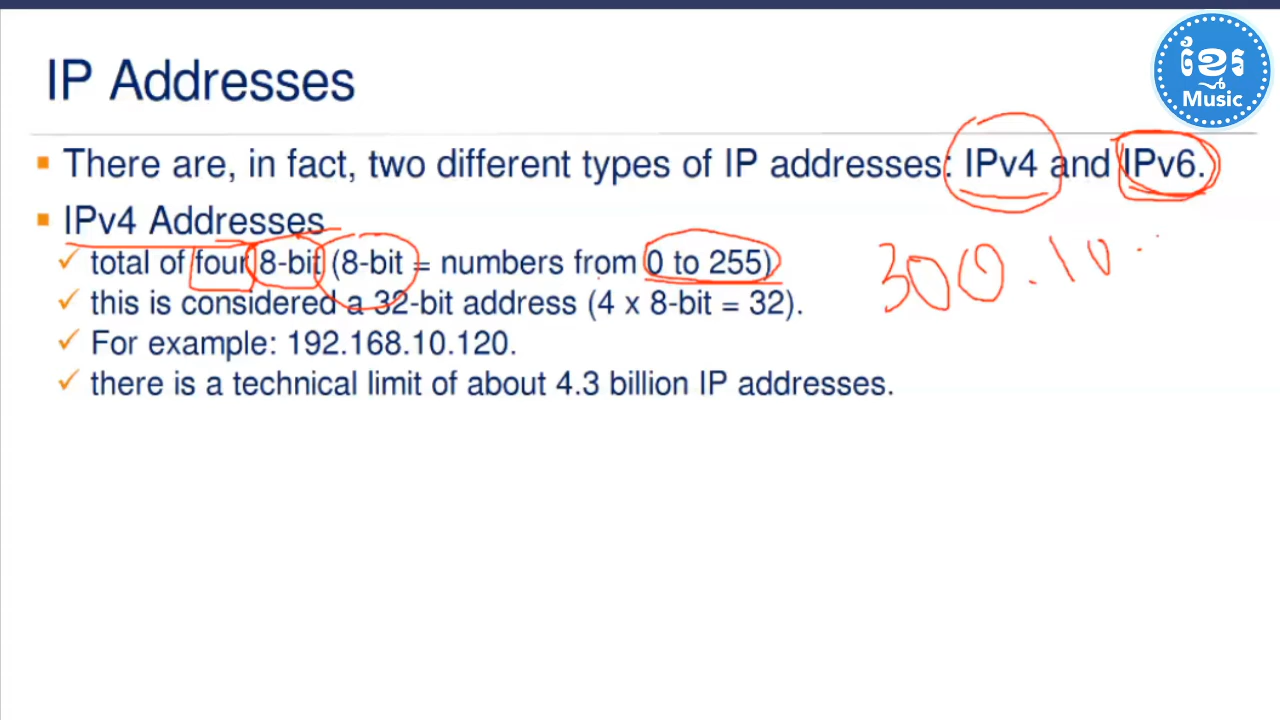 ខ្មែរ
Music
IP Addresses
There are, in fact, two different types of IP addresses: IPv4 and IPv6.
IPv4 Addresses
total of four 8-bit (8-bit = numbers from 0 to 255)
300.10..
this is considered a 32-bit address (4 x 8-bit = 32).
For example: 192.168.10.120.
there is a technical limit of about 4.3 billion IP addresses.